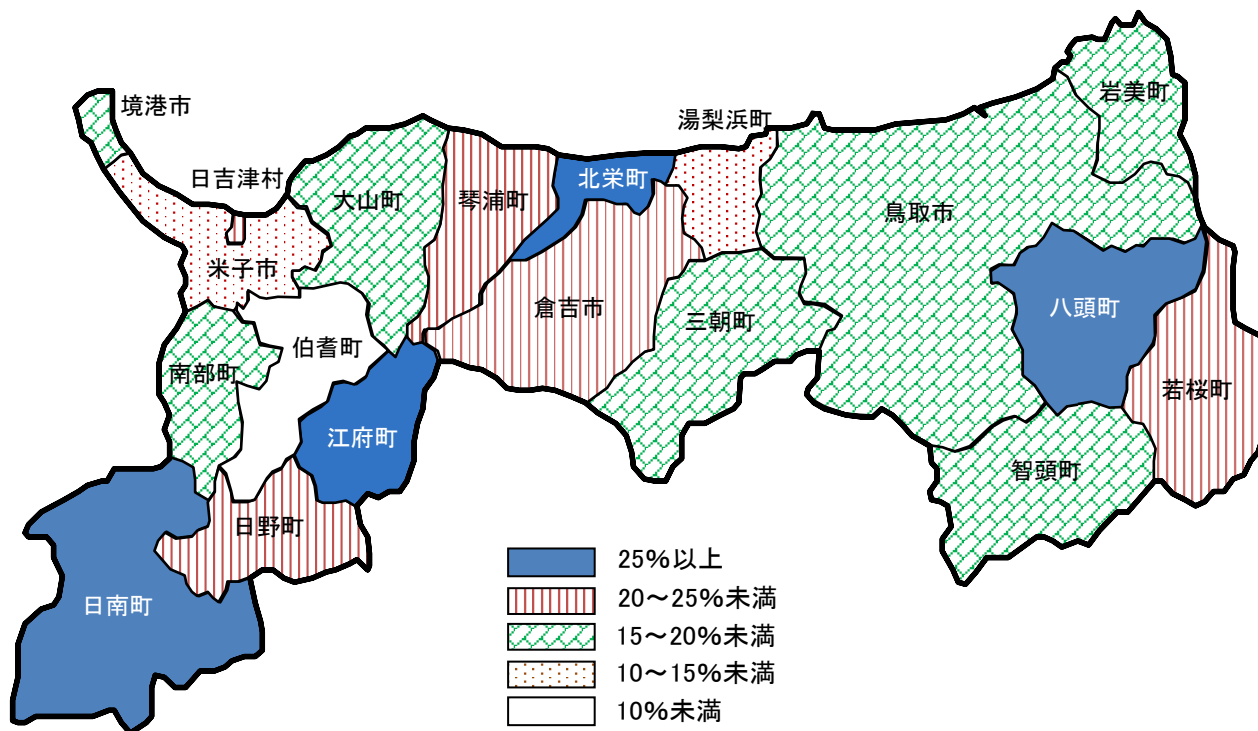 岩美町
境港市
湯梨浜町
日吉津村
北栄町
大山町
琴浦町
鳥取市
米子市
倉吉市
八頭町
三朝町
伯耆町
南部町
若桜町
江府町
智頭町
日野町
日南町
25%以上
20～25%未満
15～20%未満
10～15%未満
10%未満